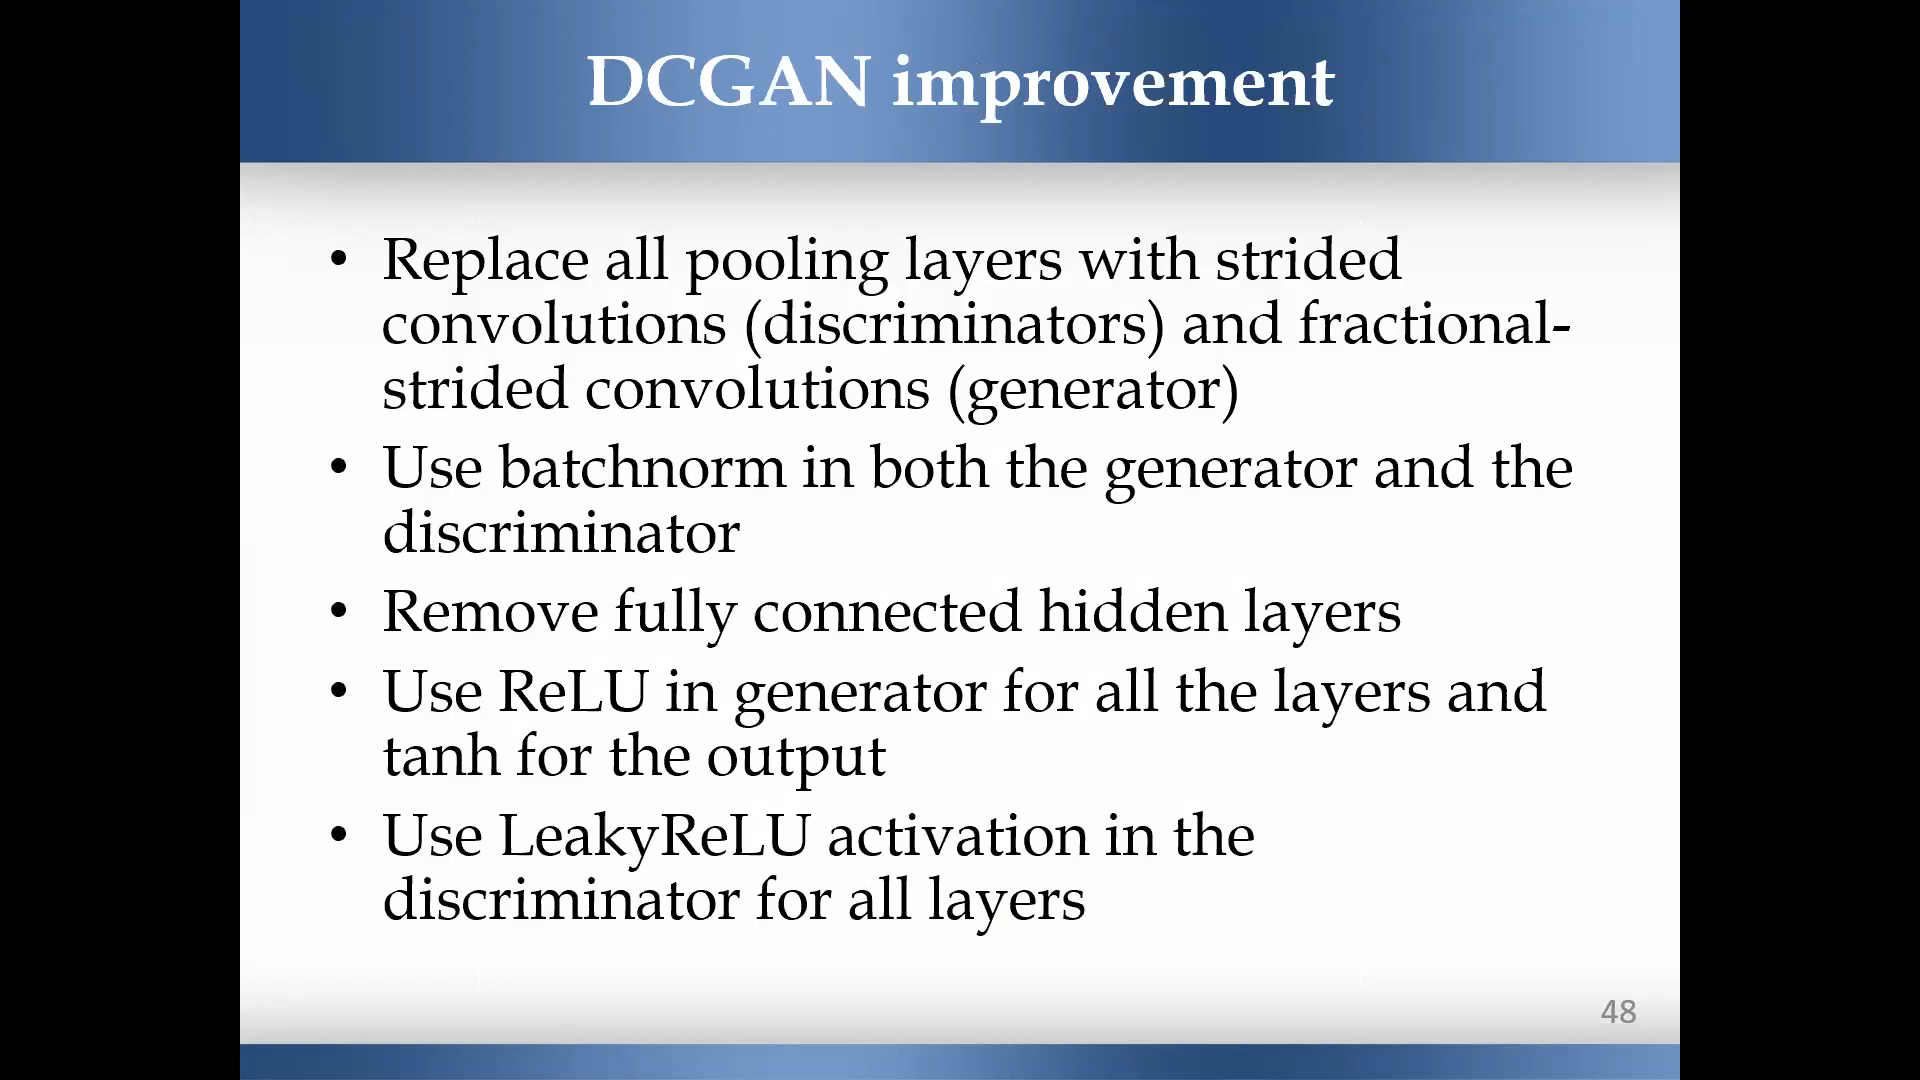 DCGAN improvement
• Replace all pooling layers with strided
convolutions (discriminators) and fractional-
strided convolutions (generator)
• Use batchnorm in both the generator and the
discriminator
• Remove fully connected hidden layers
• Use ReLU in generator for all the layers and
tanh for the output
• Use LeakyReLU activation in the
discriminator for all layers
48